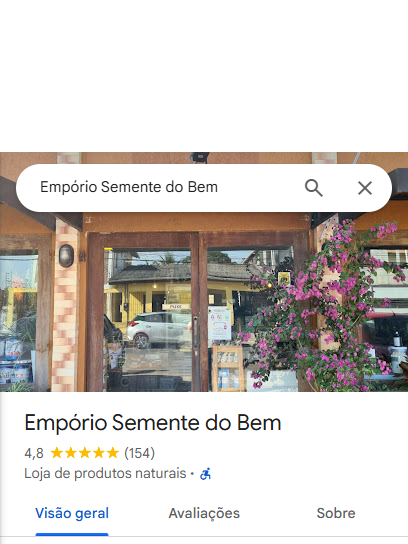 Empório Semente do Bem
Empório Semente do Bem
4,8 (154)
Loja de produtos naturais •
Visão geral Avaliações Sobre